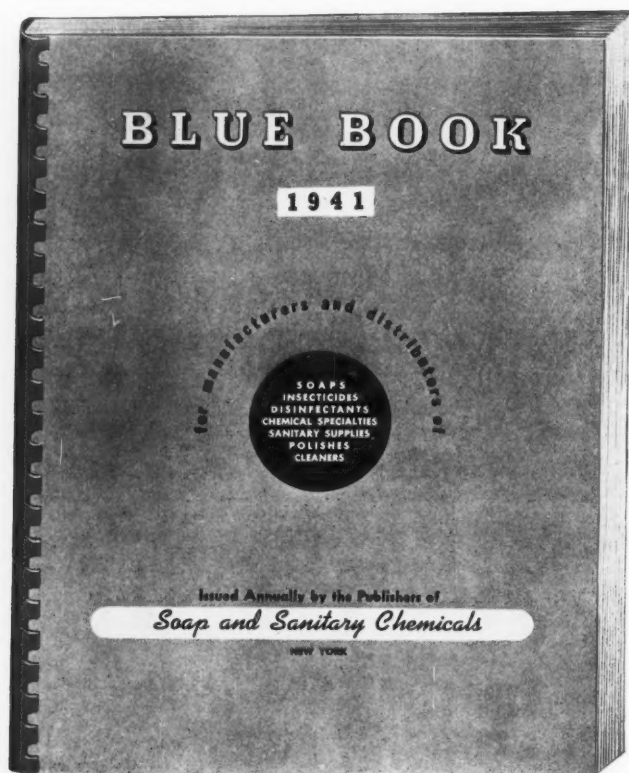 BLUE BOOK
1941
for manufacturers and distributors of
SOAPS
INSECTICIDES
DISINFECTANTS
CHEMICAL SPECIALTIES
SANITARY SUPPLIES
POLISHES
CLEANERS
Issued Annually by the Publishers of
Soap and Sanitary Chemicals
NEW YORK